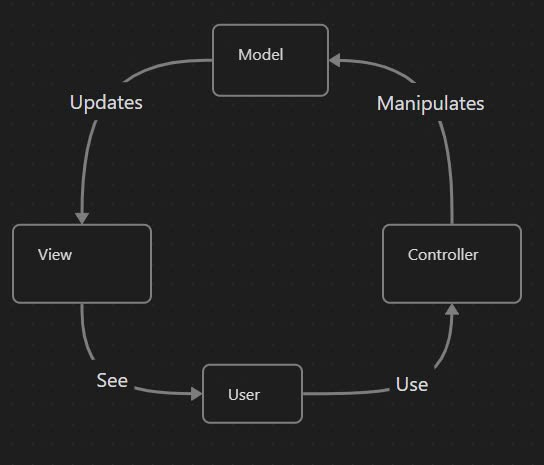 Model
Updates
Manipulates
View
Controller
See
User
Use